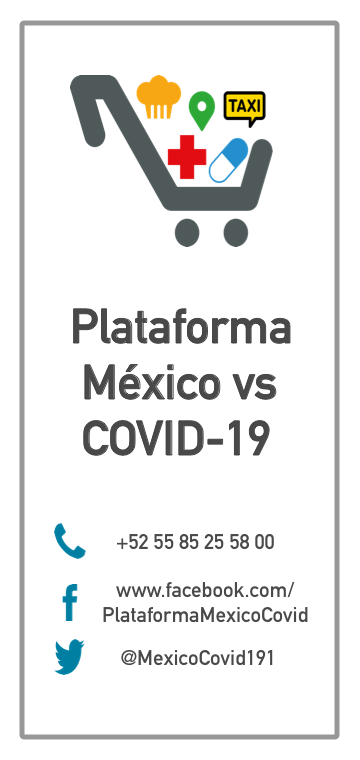 TAXI
Plataforma
México vs
COVID-19
+52 55 85 25 58 00
www.facebook.com/
PlataformaMexicoCovid
@MexicoCovid191